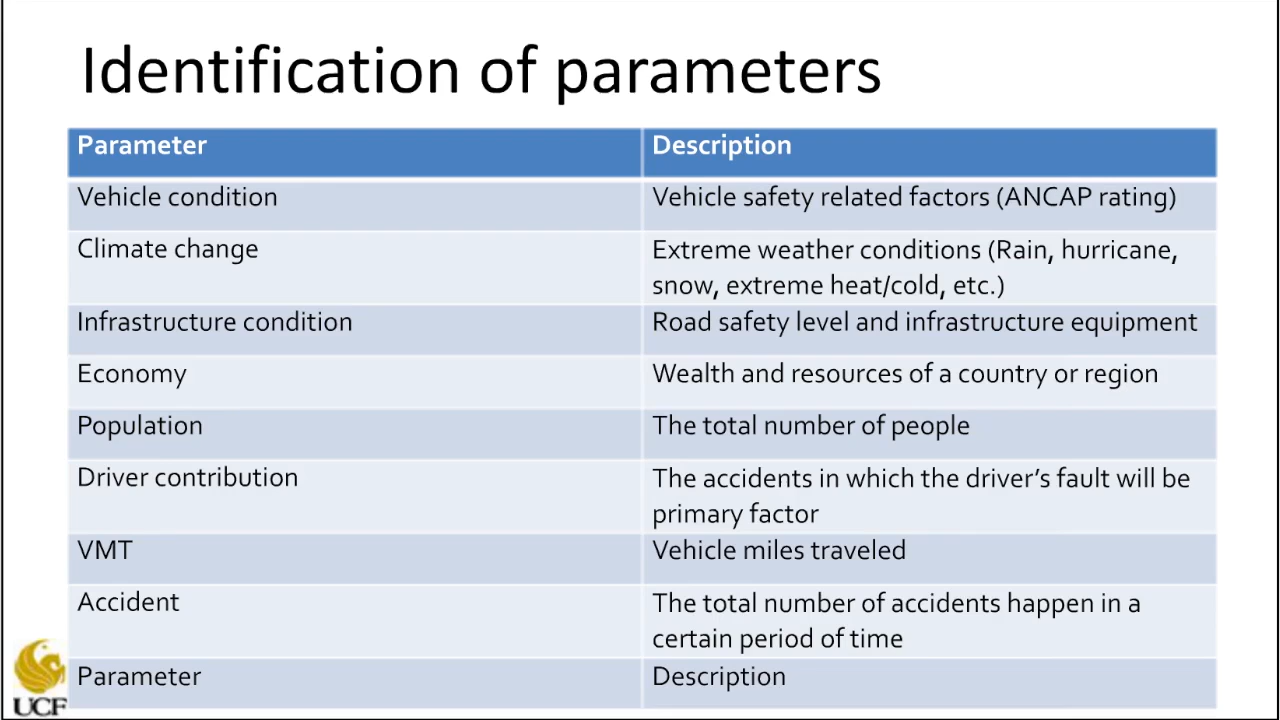 Identification of parameters
Parameter Description
Vehicle condition Vehicle safety related factors (ANCAP rating)
Climate change Extreme weather conditions (Rain, hurricane,
snow, extreme heat/cold, etc.)
Infrastructure condition Road safety level and infrastructure equipment
Economy Wealth and resources of a country or region
Population The total number of people
Driver contribution The accidents in which the driver’s fault will be
primary factor
VMT Vehicle miles traveled
Accident The total number of accidents happen in a
certain period of time
Parameter Description
UCF